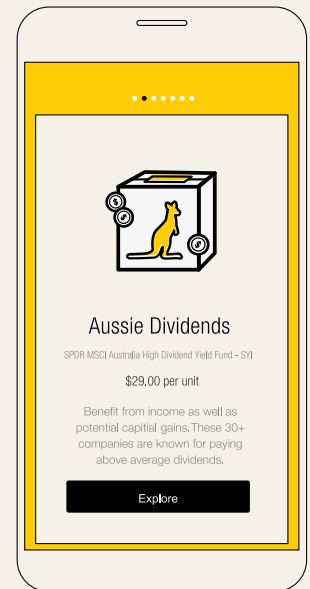 Aussie Dividends
SPDR MSCI Australia High Dividend Yield Fund - SYI
$29.00 per unit
Benefit from income as well as
potential capitial gains. These 30+
companies are known for paying
above average dividends.
Explore